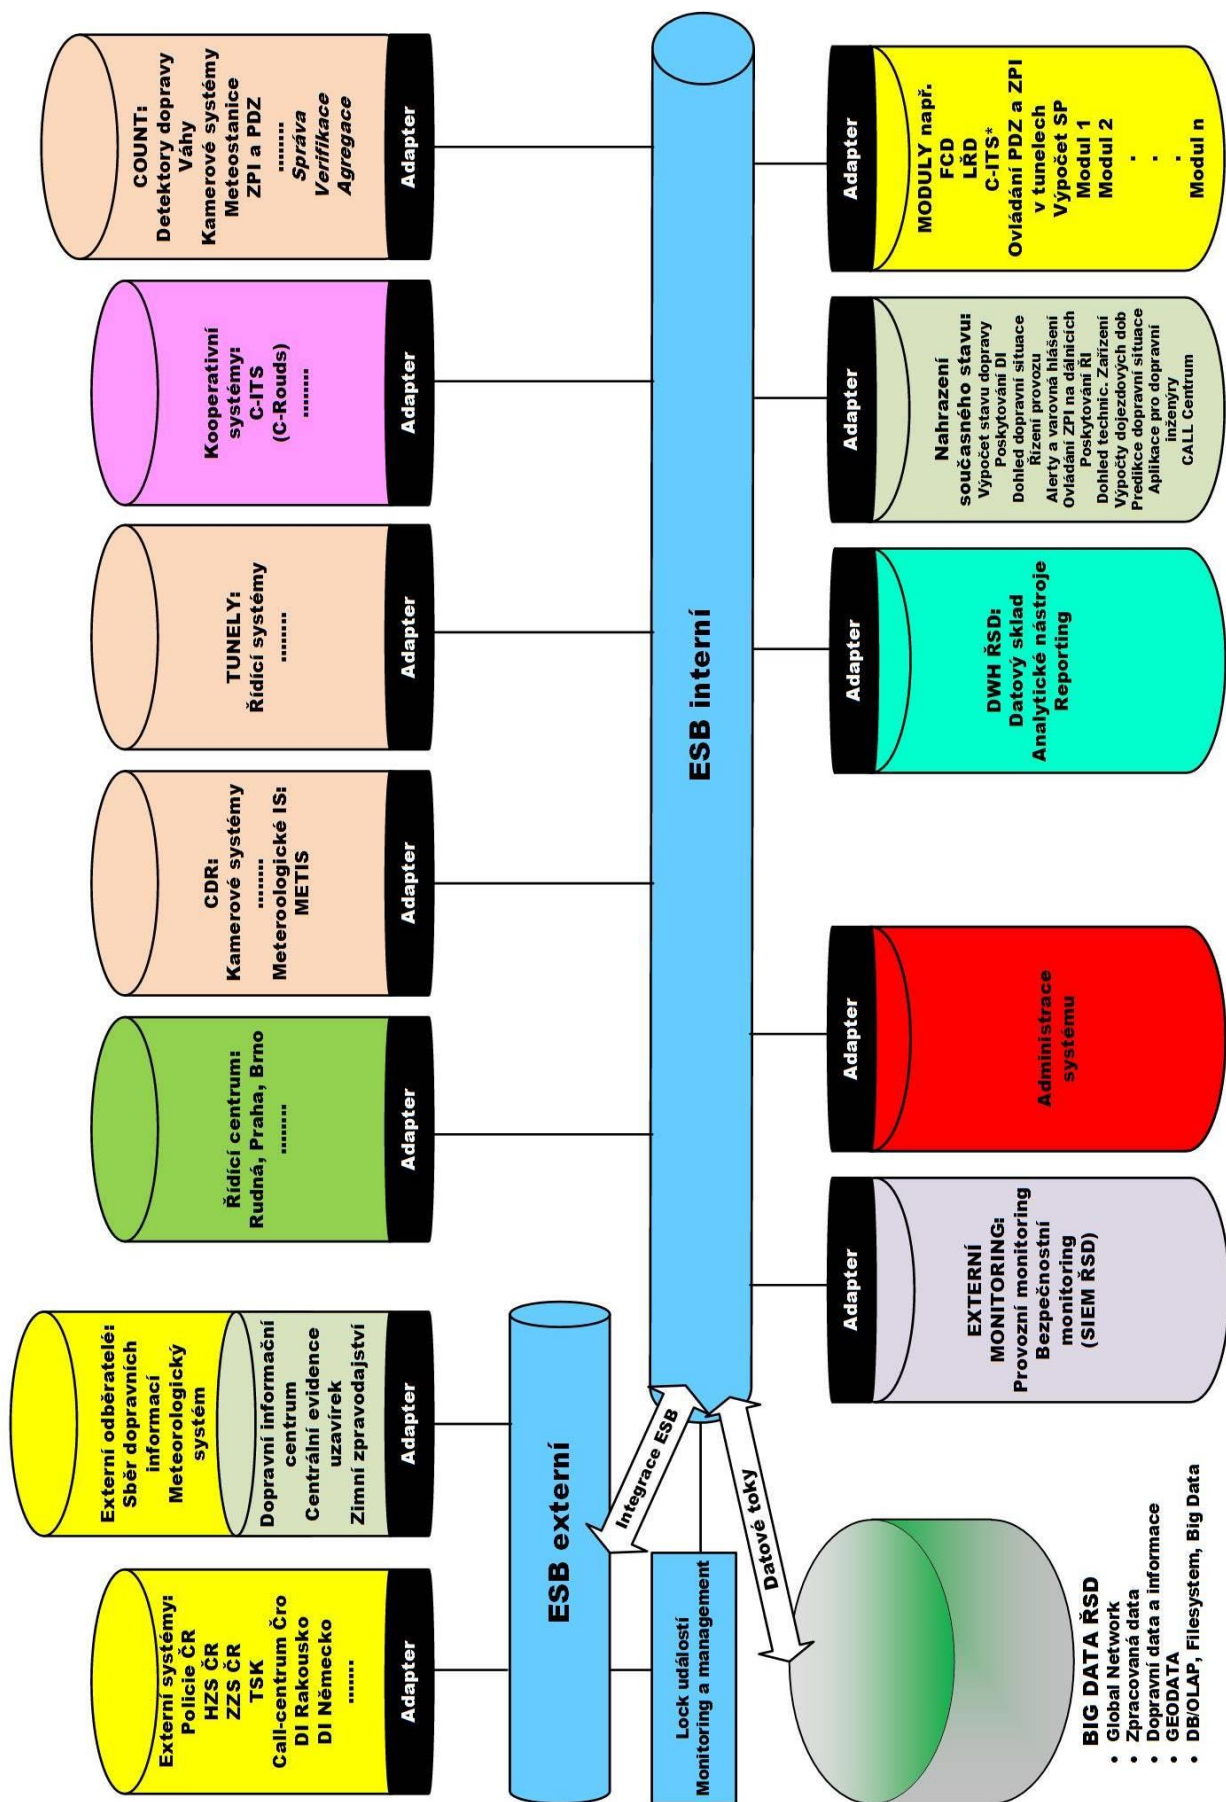 Externí systémy:
Policie ČR
HZS ČR
ZZS ČR
TSK
Call-centrum Čro
DI Rakousko
DI Německo
.......
Adapter
Externí odběratelé:
Sběr dopravních
informací
Meteorologický
systém
Dopravní informační
centrum
Centrální evidence
uzavírek
Zimní zpravodajství
Adapter
Řídící centrum:
Rudná, Praha, Brno
.......
Adapter
CDR:
Kamerové systémy
.......
Meteroologické IS:
METIS
Adapter
TUNELY:
Řídící systémy
.......
Adapter
Kooperativní
systémy:
C-ITS
(C-Rouds)
.......
Adapter
COUNT:
Detektory dopravy
Váhy
Kamerové systémy
Meteostanice
ZPI a PDZ
.......
Správa
Verifikace
Agregace
Adapter
ESB externí
Integrace ESB
ESB interní
Lock událostí
Monitoring a management
Datové toky
BIG DATA ŘSD
• Global Network
• Zpracovaná data
• Dopravní data a informace
• GEODATA
• DB/OLAP, Filesystem, Big Data
Adapter
EXTERNÍ
MONITORING:
Provozní monitoring
Bezpečnostní
monitoring
(SIEM ŘSD)
Adapter
Administrace
systému
Adapter
DWH ŘSD:
Datový sklad
Analytické nástroje
Reporting
Adapter
Nahrazení
současného stavu:
Výpočet stavu dopravy
Poskytování DI
Dohled dopravní situace
Řízení provozu
Alerty a varovná hlášení
Ovládání ZPI na dálnicích
Poskytování ŘI
Dohled technic. Zařízení
Výpočty dojezdových dob
Predikce dopravní situace
Aplikace pro dopravní
inženýry
CALL Centrum
Adapter
MODULY např.
FCD
LŘD
C-ITS*
Ovládání PDZ a ZPI
v tunelech
Výpočet SP
Modul 1
Modul 2
.
.
.
Modul n